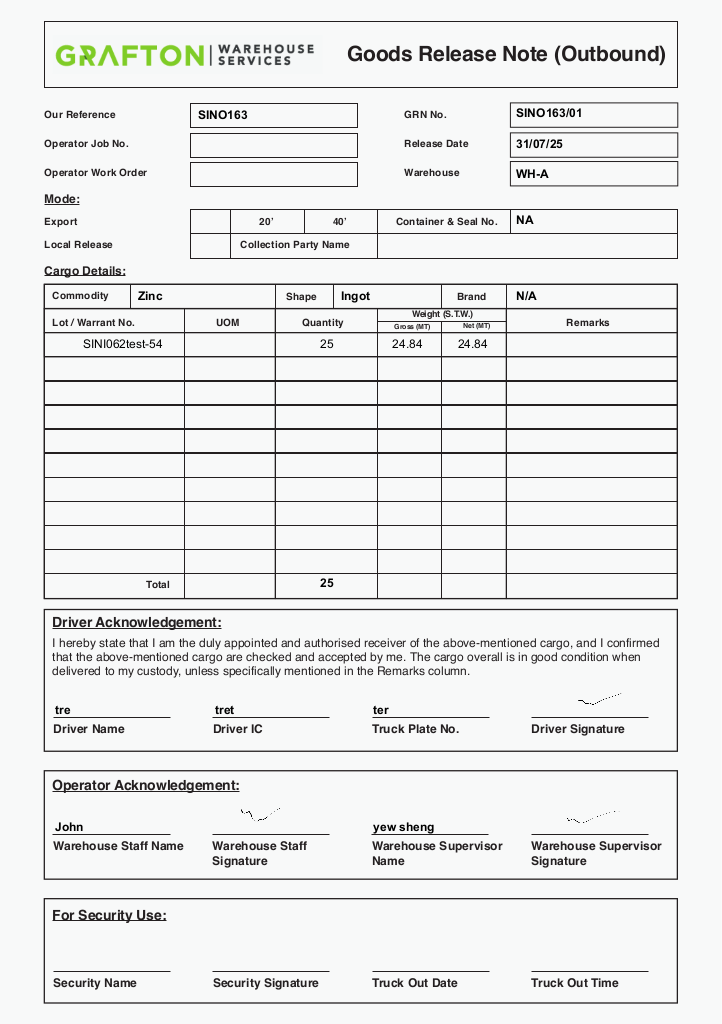 GRAFTON | WAREHOUSE SERVICES
Goods Release Note (Outbound)
Our Reference SINO163 GRN No. SINO163/01
Operator Job No. Release Date 31/07/25
Operator Work Order Warehouse WH-A
Mode:
Export 20' 40' Container & Seal No. NA
Local Release Collection Party Name
Cargo Details:
Commodity Zinc Shape Ingot Brand N/A
Lot / Warrant No. UOM Quantity Weight (S.T.W.) Remarks
Gross (MT) Net (MT)
SINI062test-54 25 24.84 24.84
Total 25
Driver Acknowledgement:
I hereby state that I am the duly appointed and authorised receiver of the above-mentioned cargo, and I confirmed
that the above-mentioned cargo are checked and accepted by me. The cargo overall is in good condition when
delivered to my custody, unless specifically mentioned in the Remarks column.
tre tret ter
Driver Name Driver IC Truck Plate No. Driver Signature
Operator Acknowledgement:
John yew sheng
Warehouse Staff Name Warehouse Staff Signature Warehouse Supervisor Name Warehouse Supervisor Signature
For Security Use:
Security Name Security Signature Truck Out Date Truck Out Time